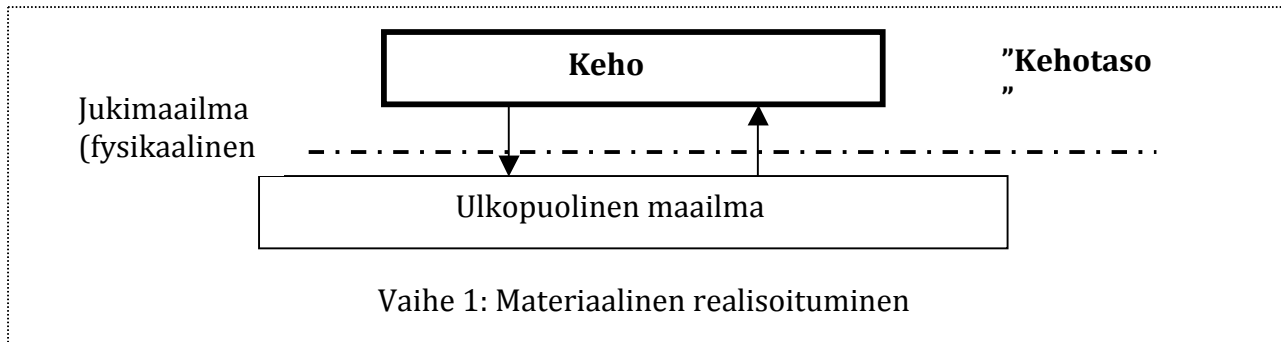 Keho
”Kehotaso
”
Jukimaailma
(fysikaalinen
Ulkopuolinen maailma
Vaihe 1: Materiaalinen realisoituminen